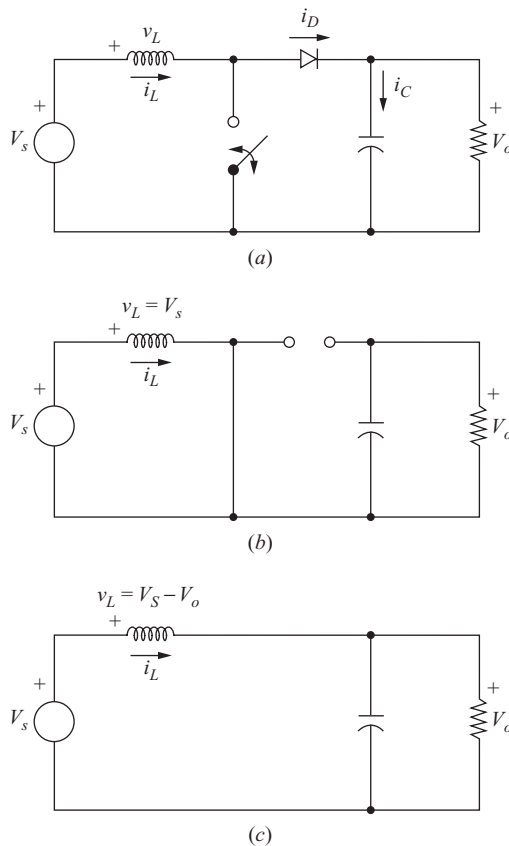 i_D
+ v_L
i_L
i_C
+
V_s
+
V_o
(a)
v_L = V_s
+
i_L
+
V_s
+
V_o
(b)
v_L = V_S – V_o
+
i_L
+
V_s
+
V_o
(c)